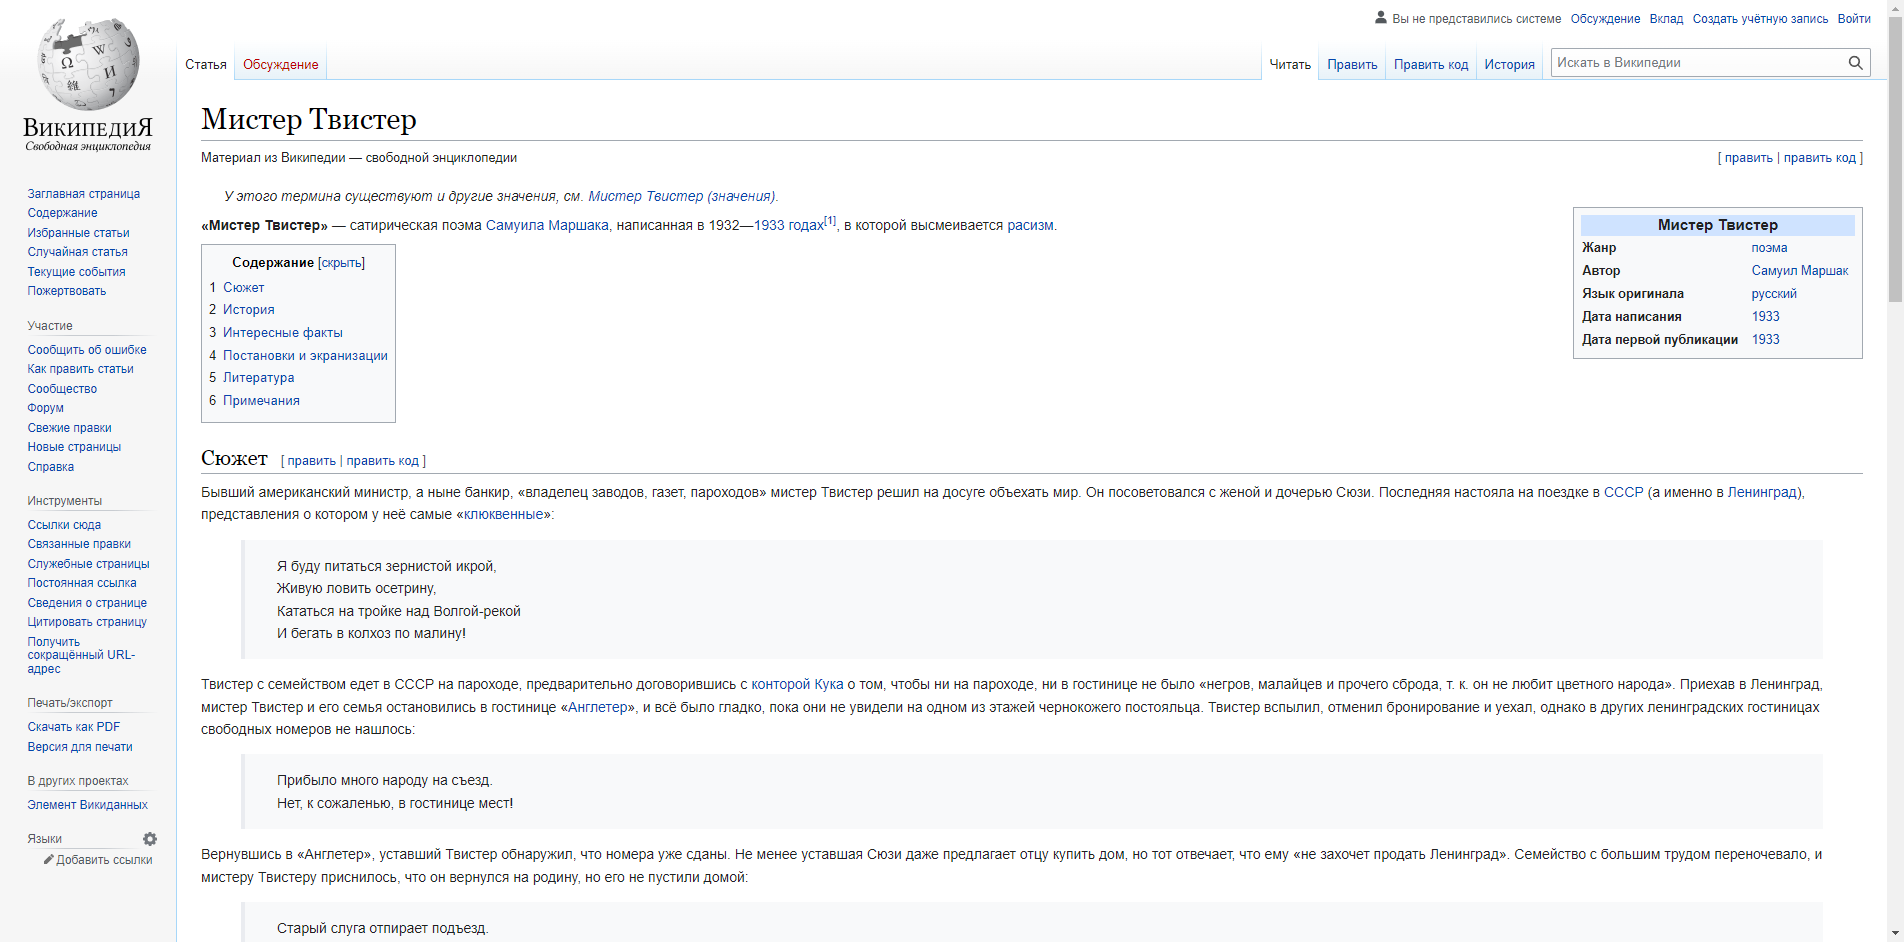 Вы не представились системе Обсуждение Вклад Создать учётную запись Войти
Статья Обсуждение Читать Править Править код История Искать в Википедии
ВИКИПЕДИЯ
Свободная энциклопедия
Заглавная страница
Содержание
Избранные статьи
Случайная статья
Текущие события
Пожертвовать
Участие
Сообщить об ошибке
Как править статьи
Сообщество
Форум
Свежие правки
Новые страницы
Справка
Инструменты
Ссылки сюда
Связанные правки
Служебные страницы
Постоянная ссылка
Сведения о странице
Цитировать страницу
Получить
сокращённый URL-
адрес
Печать/экспорт
Скачать как PDF
Версия для печати
В других проектах
Элемент Викиданных
Языки
Добавить ссылки
Мистер Твистер
Материал из Википедии — свободной энциклопедии [ править | править код ]
У этого термина существуют и другие значения, см. Мистер Твистер (значения).
«Мистер Твистер» — сатирическая поэма Самуила Маршака, написанная в 1932—1933 годах[1], в которой высмеивается расизм.
Мистер Твистер
Жанр поэма
Автор Самуил Маршак
Язык оригинала русский
Дата написания 1933
Дата первой публикации 1933
Содержание [скрыть]
1 Сюжет
2 История
3 Интересные факты
4 Постановки и экранизации
5 Литература
6 Примечания
Сюжет [ править | править код ]
Бывший американский министр, а ныне банкир, «владелец заводов, газет, пароходов» мистер Твистер решил на досуге объехать мир. Он посоветовался с женой и дочерью Сюзи. Последняя настояла на поездке в СССР (а именно в Ленинград),
представления о котором у неё самые «клюквенные»:
Я буду питаться зернистой икрой,
Живую ловить осетрину,
Кататься на тройке над Волгой-рекой
И бегать в колхоз по малину!
Твистер с семейством едет в СССР на пароходе, предварительно договорившись с конторой Кука о том, чтобы ни на пароходе, ни в гостинице не было «негров, малайцев и прочего сброда, т. к. он не любит цветного народа». Приехав в Ленинград,
мистер Твистер и его семья остановились в гостинице «Англетер», и всё было гладко, пока они не увидели на одном из этажей чернокожего постояльца. Твистер вспылил, отменил бронирование и уехал, однако в других ленинградских гостиницах
свободных номеров не нашлось:
Прибыло много народу на съезд.
Нет, к сожаленью, в гостинице мест!
Вернувшись в «Англетер», уставший Твистер обнаружил, что номера уже сданы. Не менее уставшая Сюзи даже предлагает отцу купить дом, но тот отвечает, что ему «не захочет продать Ленинград». Семейство с большим трудом переночевало, и
мистеру Твистеру приснилось, что он вернулся на родину, но его не пустили домой:
Старый слуга отпирает подъезд.